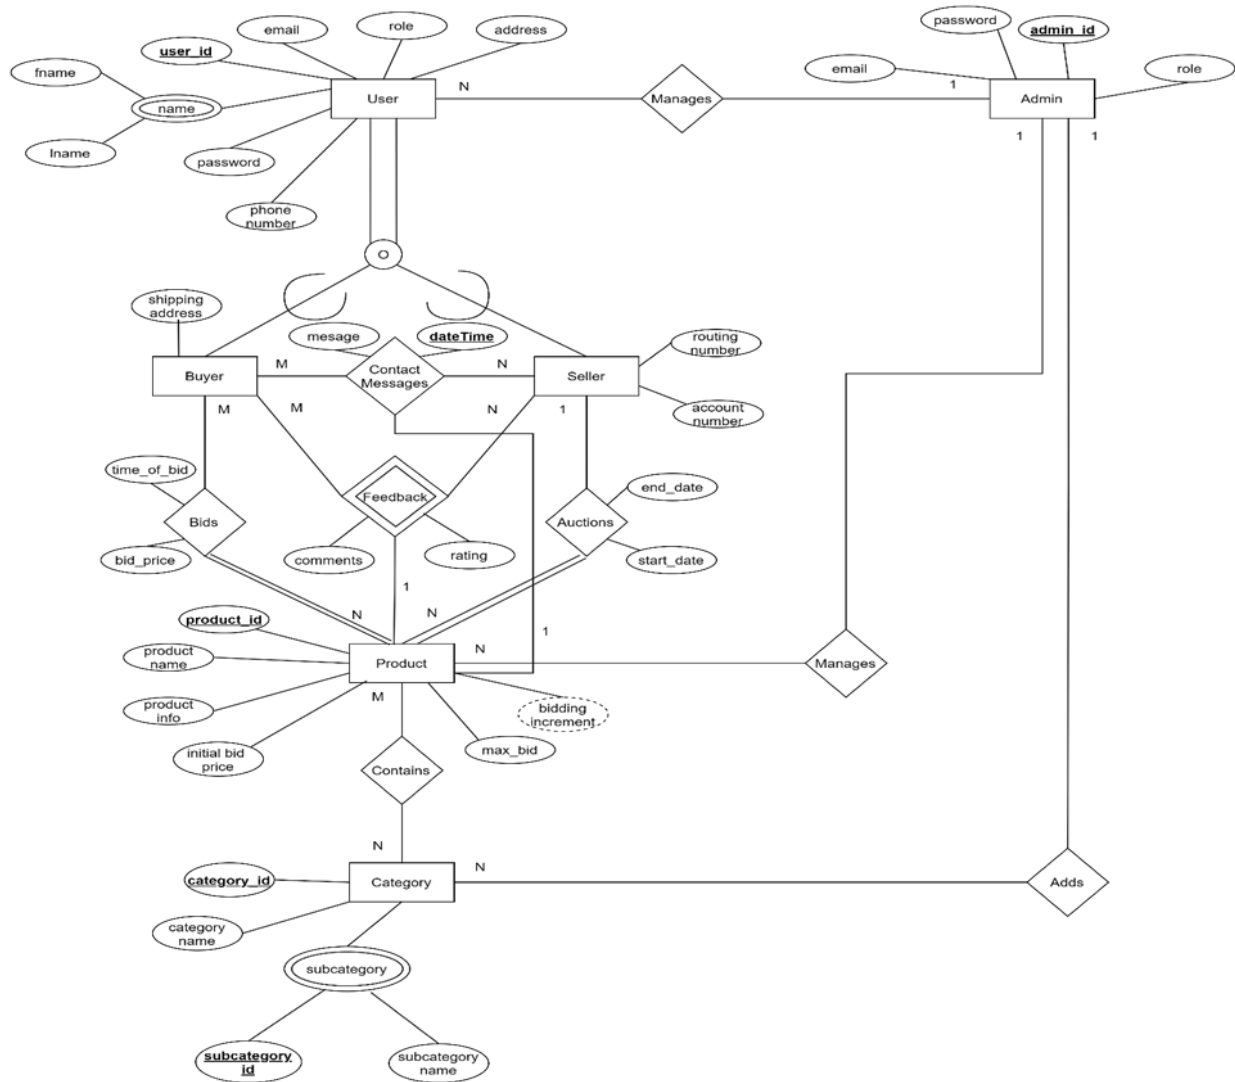 email
role
address
password
admin_id
user_id
email
role
fname
name
User
N
Manages
1
Admin
lname
1
1
password
phone
number
O
shipping
address
mesage
dateTime
routing
number
Buyer
M
Contact
Messages
N
Seller
M
M
N
1
account
number
time_of_bid
end_date
Bids
Feedback
Auctions
bid_price
comments
rating
start_date
1
N
N
product_id
1
product
name
Product
N
Manages
M
product
info
bidding
increment
initial bid
price
max_bid
Contains
N
N
category_id
Category
Adds
category
name
subcategory
subcategory
id
subcategory
name